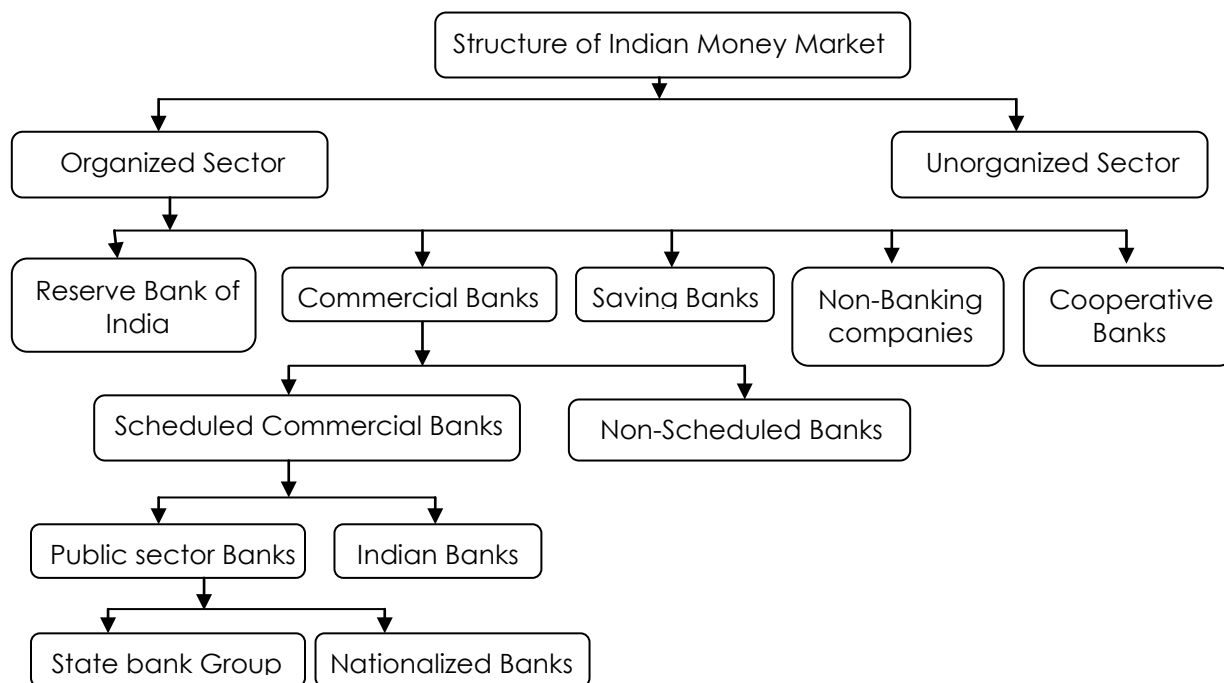 Structure of Indian Money Market
Organized Sector
Unorganized Sector
Reserve Bank of
India
Commercial Banks
Saving Banks
Non-Banking
companies
Cooperative
Banks
Scheduled Commercial Banks
Non-Scheduled Banks
Public sector Banks
Indian Banks
State bank Group
Nationalized Banks